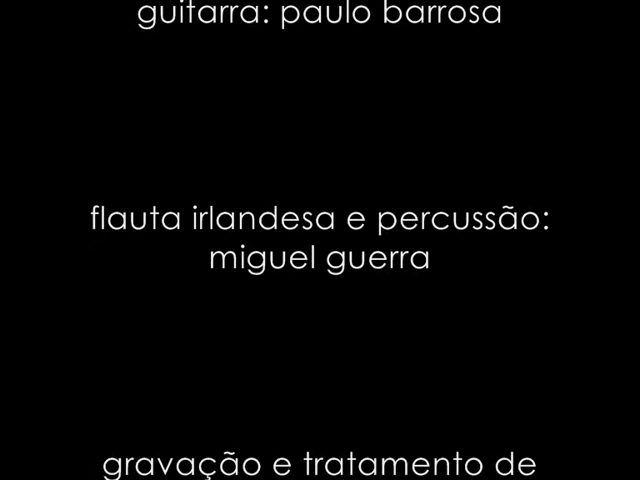 guitarra: paulo barrosa
flauta irlandesa e percussão:
miguel guerra
gravação e tratamento de